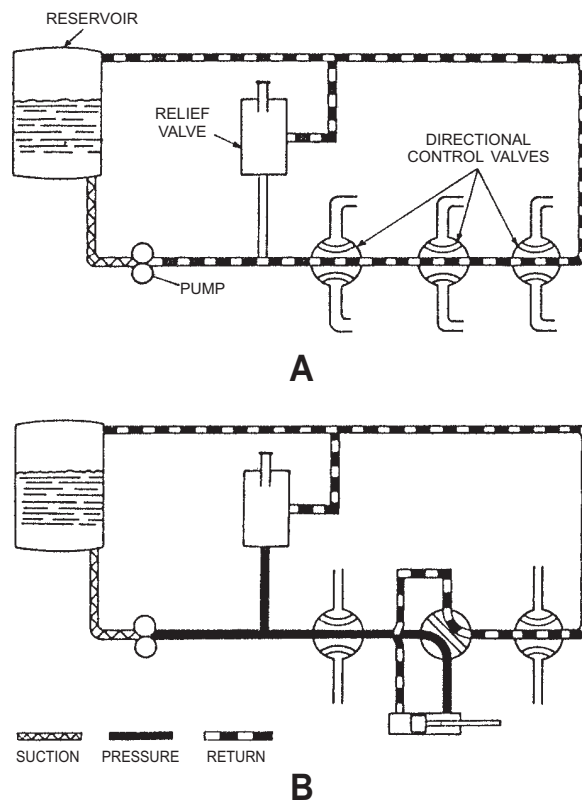 RESERVOIR
RELIEF
VALVE
DIRECTIONAL
CONTROL VALVES
PUMP
A
SUCTION PRESSURE RETURN
B